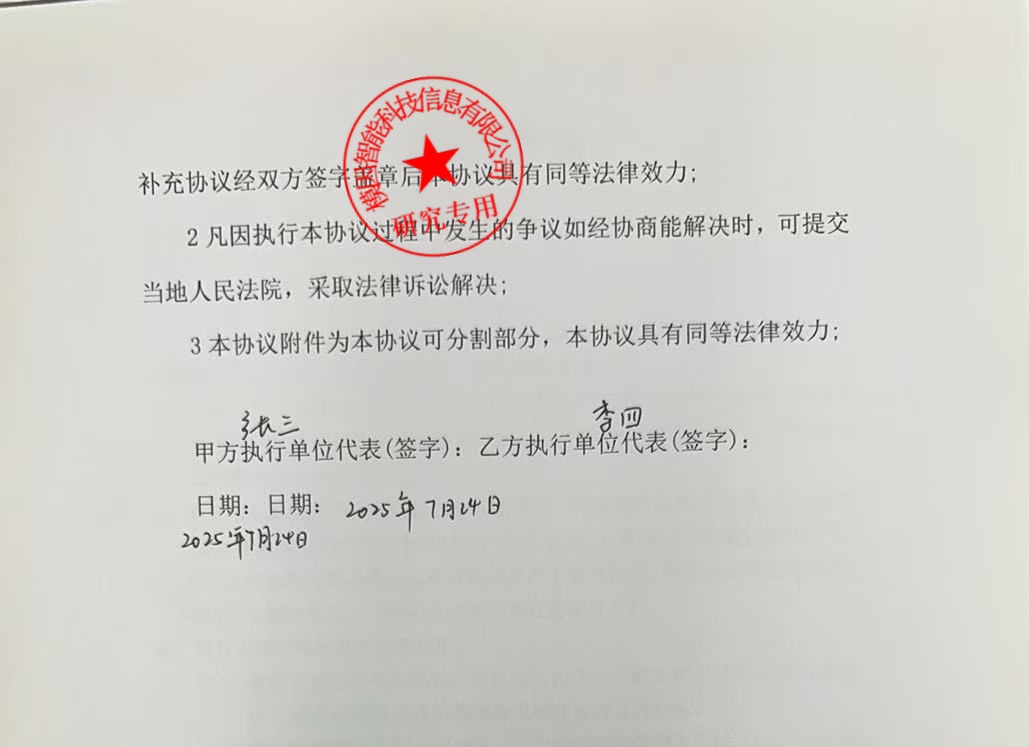 模因智能科技信息有限公司
研究专用
补充协议经双方签字盖章后本协议具有同等法律效力;
2 凡因执行本协议过程中发生的争议如经协商能解决时，可提交
当地人民法院，采取法律诉讼解决;
3 本协议附件为本协议可分割部分，本协议具有同等法律效力;
张三 李四
甲方执行单位代表(签字)：乙方执行单位代表(签字)：
日期：日期： 2025年7月24日
2025年7月24日